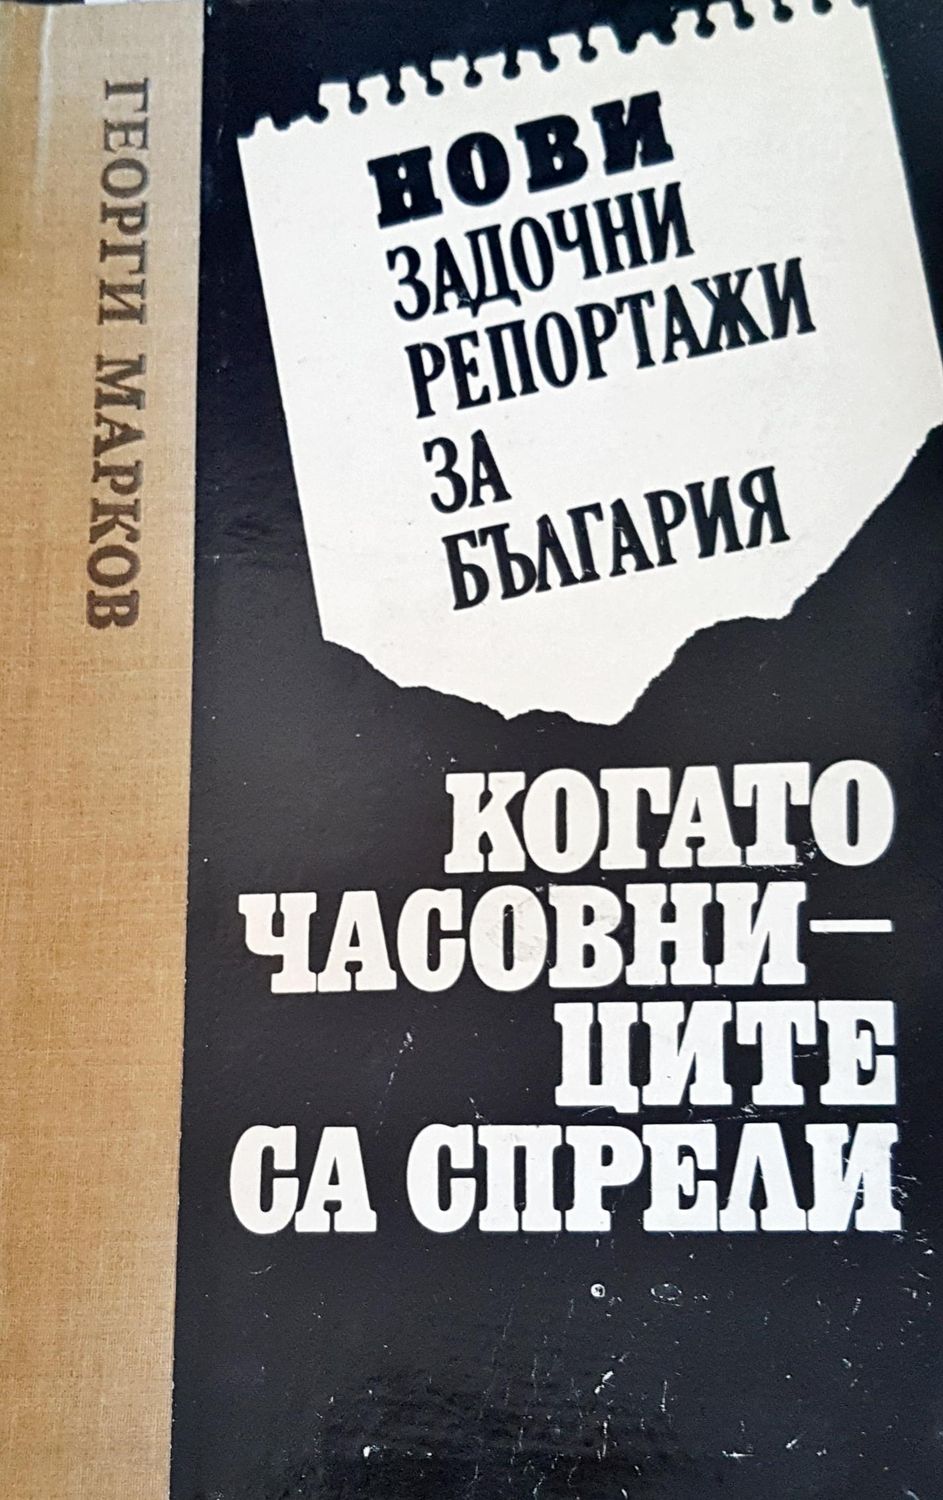 ГЕОРГИ МАРКОВ
НОВИ
ЗАДОЧНИ
РЕПОРТАЖИ
ЗА
БЪЛГАРИЯ
КОГАТО
ЧАСОВНИ-
ЦИТЕ
СА СПРЕЛИ